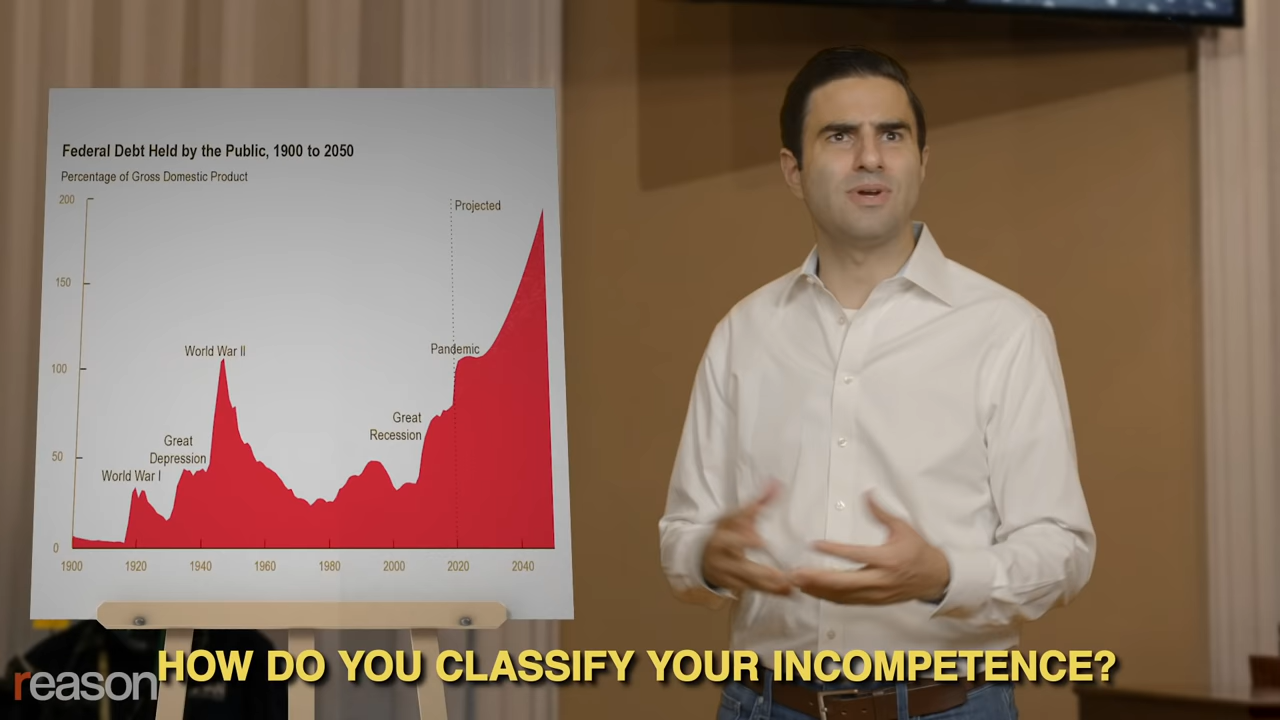 Federal Debt Held by the Public, 1900 to 2050
Percentage of Gross Domestic Product
200
150
100
50
0
Projected
Pandemic
World War II
Great
Recession
Great
Depression
World War I
1900 1920 1940 1960 1980 2000 2020 2040
HOW DO YOU CLASSIFY YOUR INCOMPETENCE?
reason